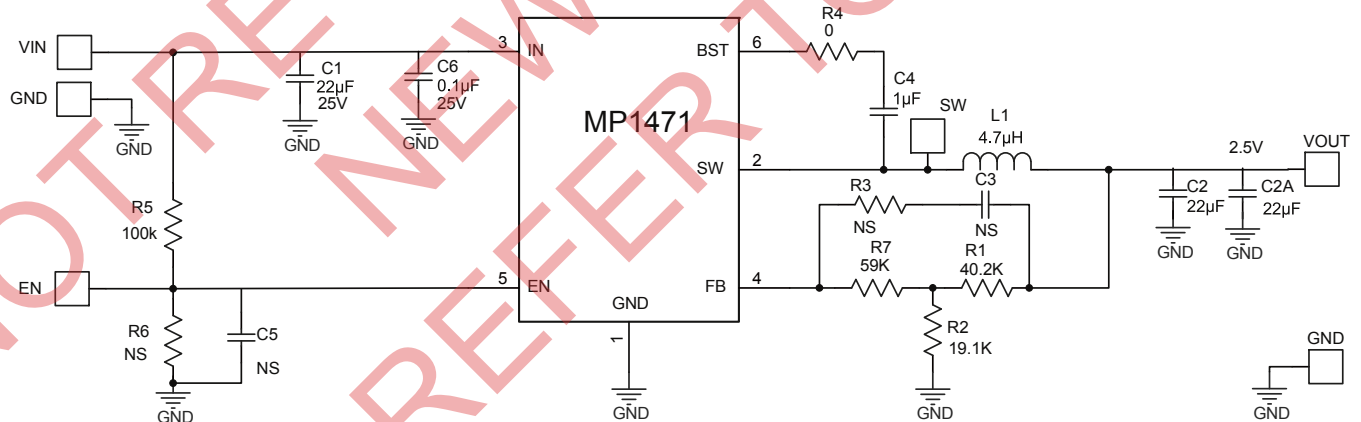 VIN
GND
GND
R5
100k
EN
R6
NS
C5
NS
GND
C1
22µF
25V
GND
C6
0.1µF
25V
GND
3
IN
5
EN
MP1471
GND
1
GND
BST
6
SW
2
FB
4
R4
0
C4
1µF
SW
L1
4.7µH
R3
NS
C3
NS
R7
59K
R1
40.2K
R2
19.1K
GND
2.5V
VOUT
C2
22µF
GND
C2A
22µF
GND
GND
GND
NOT RE
NEW
REFER TO